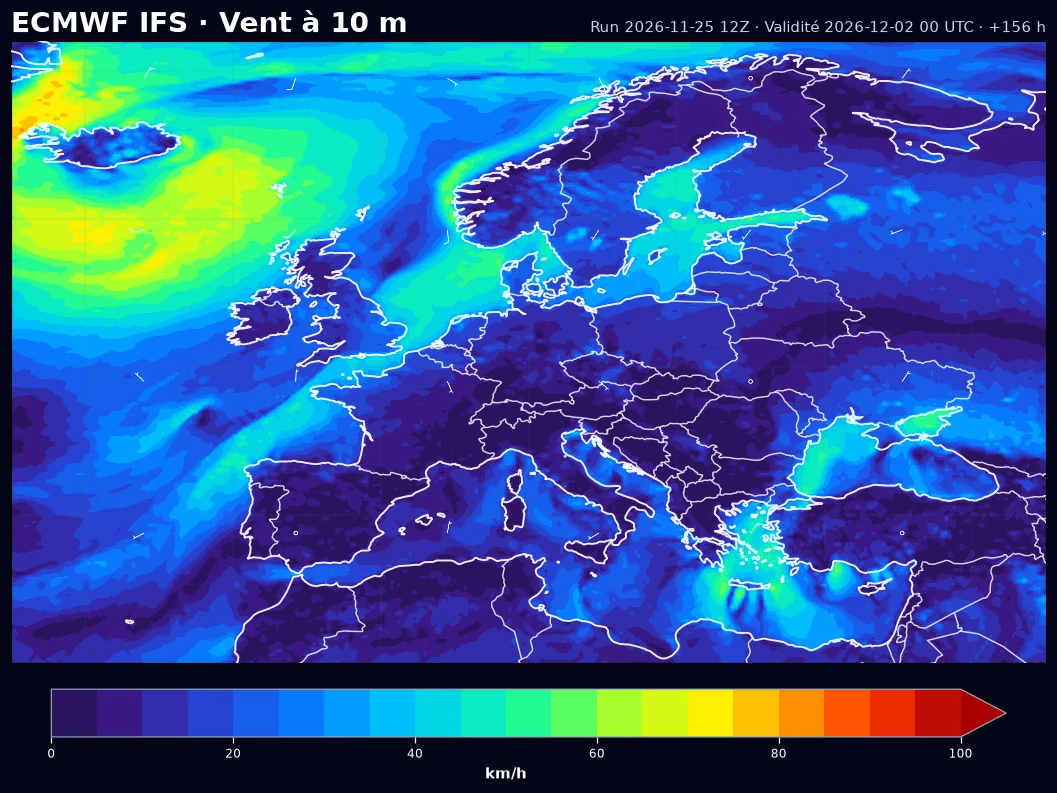 ECMWF IFS · Vent à 10 m
Run 2026-11-25 12Z · Validité 2026-12-02 00 UTC · +156 h
0 20 40 60 80 100
km/h